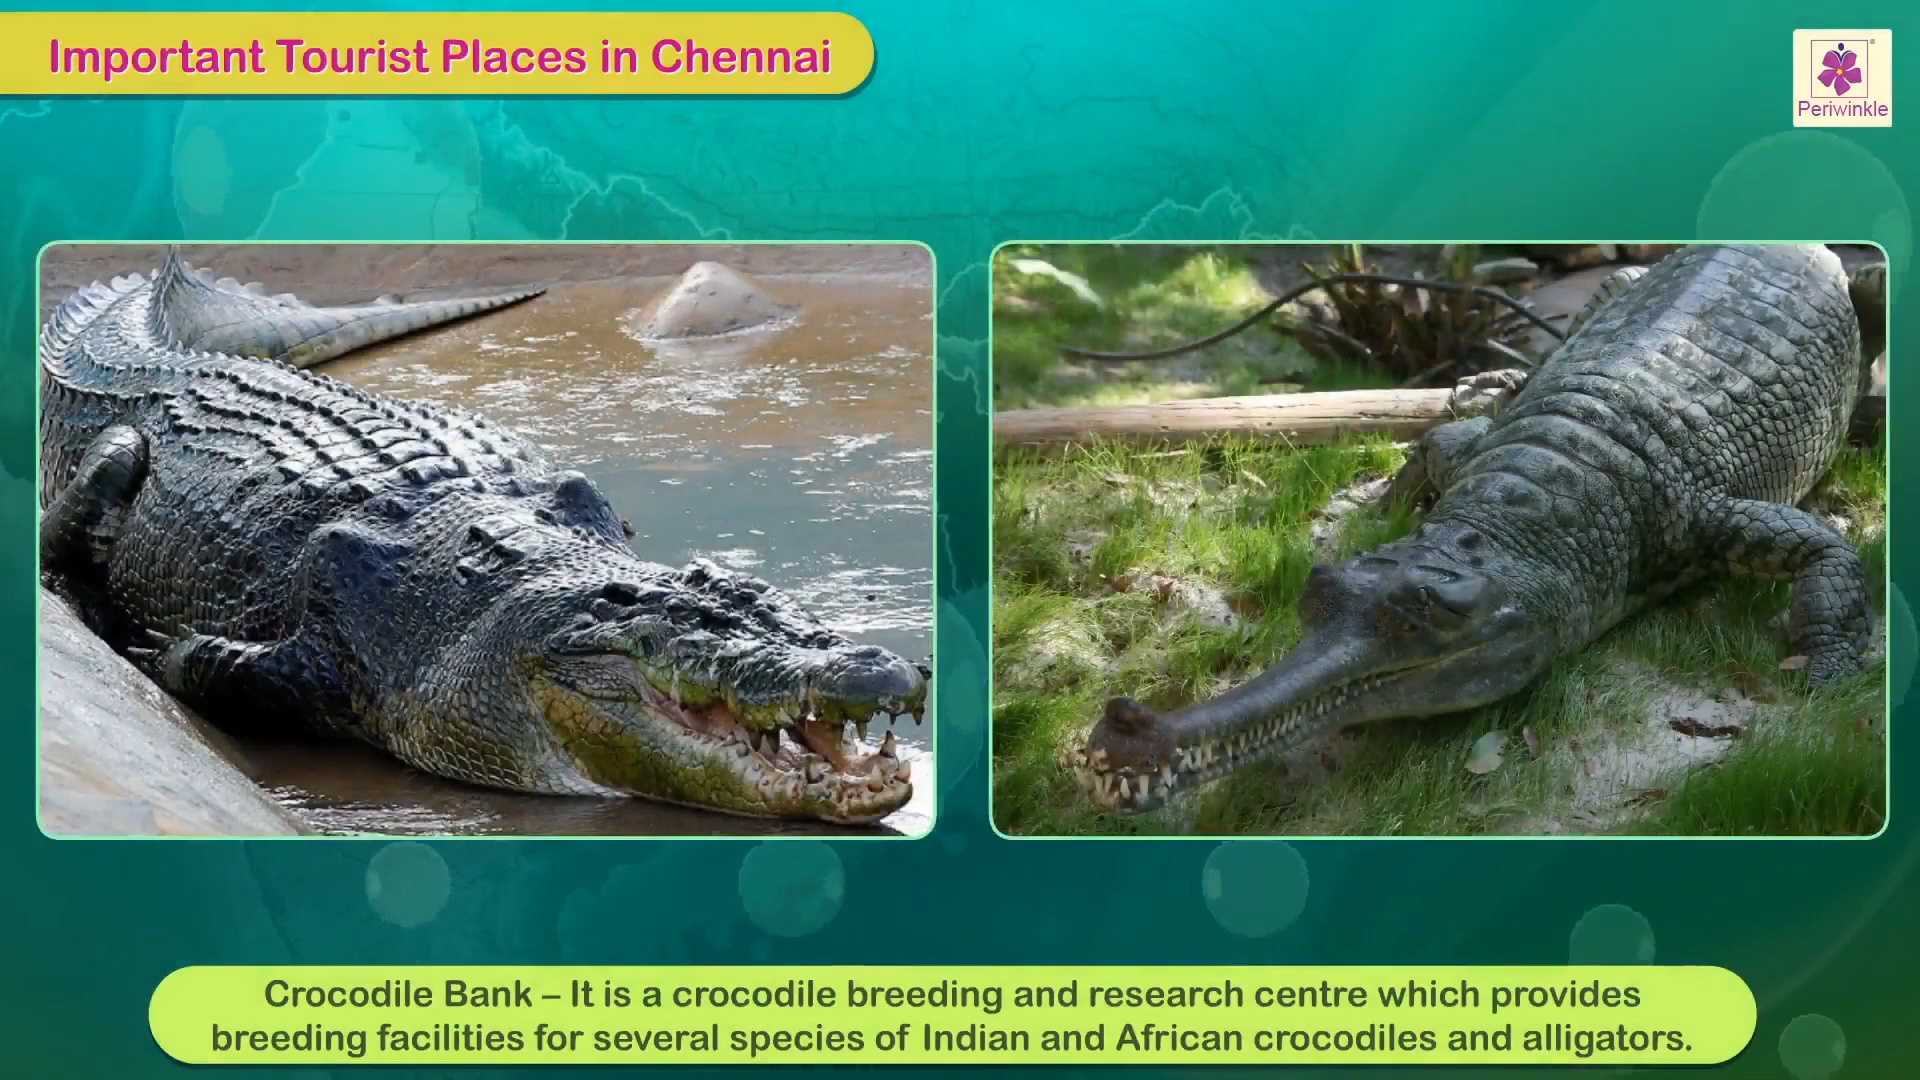 Important Tourist Places in Chennai
Periwinkle
Crocodile Bank – It is a crocodile breeding and research centre which provides
breeding facilities for several species of Indian and African crocodiles and alligators.